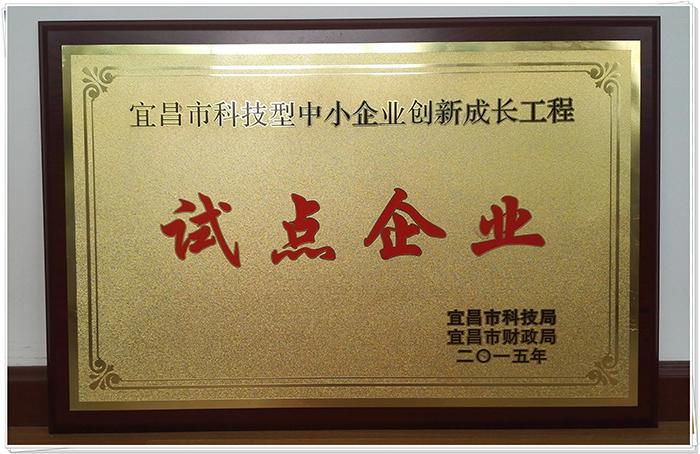 宜昌市科技型中小企业创新成长工程
试点企业
宜昌市科技局
宜昌市财政局
二〇一五年